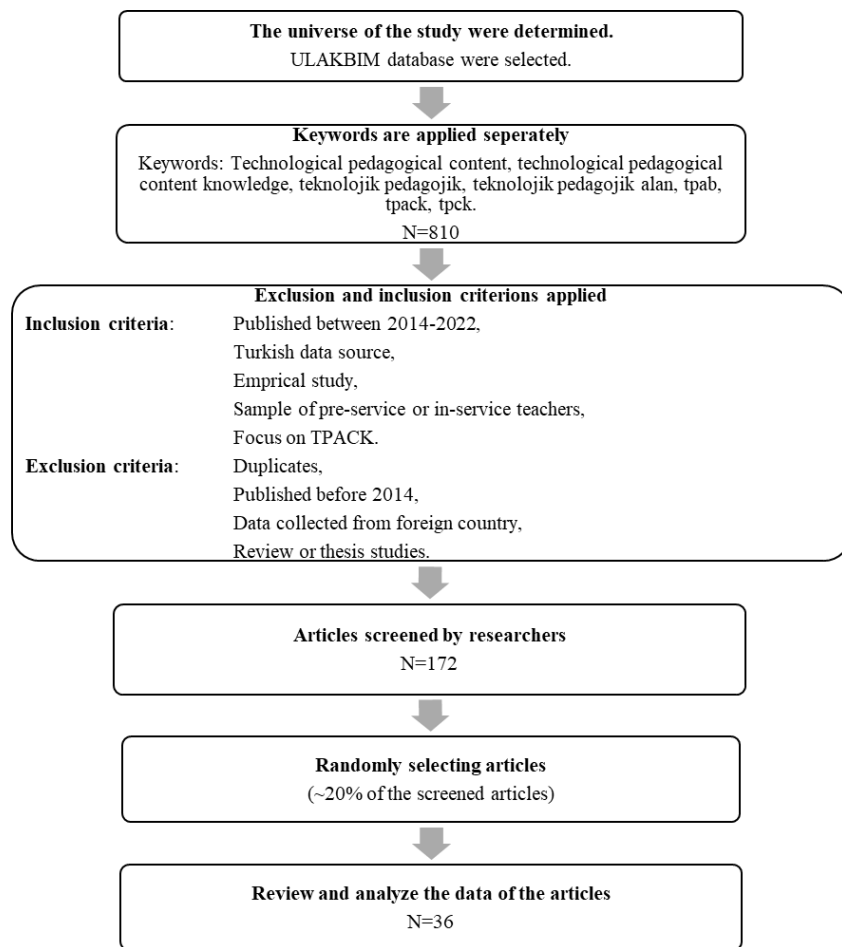 The universe of the study were determined.
ULAKBIM database were selected.
Keywords are applied seperately
Keywords: Technological pedagogical content, technological pedagogical
content knowledge, teknolojik pedagojik, teknolojik pedagojik alan, tpab,
tpack, tpck.
N=810
Exclusion and inclusion criterions applied
Inclusion criteria: Published between 2014-2022,
Turkish data source,
Emprical study,
Sample of pre-service or in-service teachers,
Focus on TPACK.
Exclusion criteria: Duplicates,
Published before 2014,
Data collected from foreign country,
Review or thesis studies.
Articles screened by researchers
N=172
Randomly selecting articles
(~20% of the screened articles)
Review and analyze the data of the articles
N=36